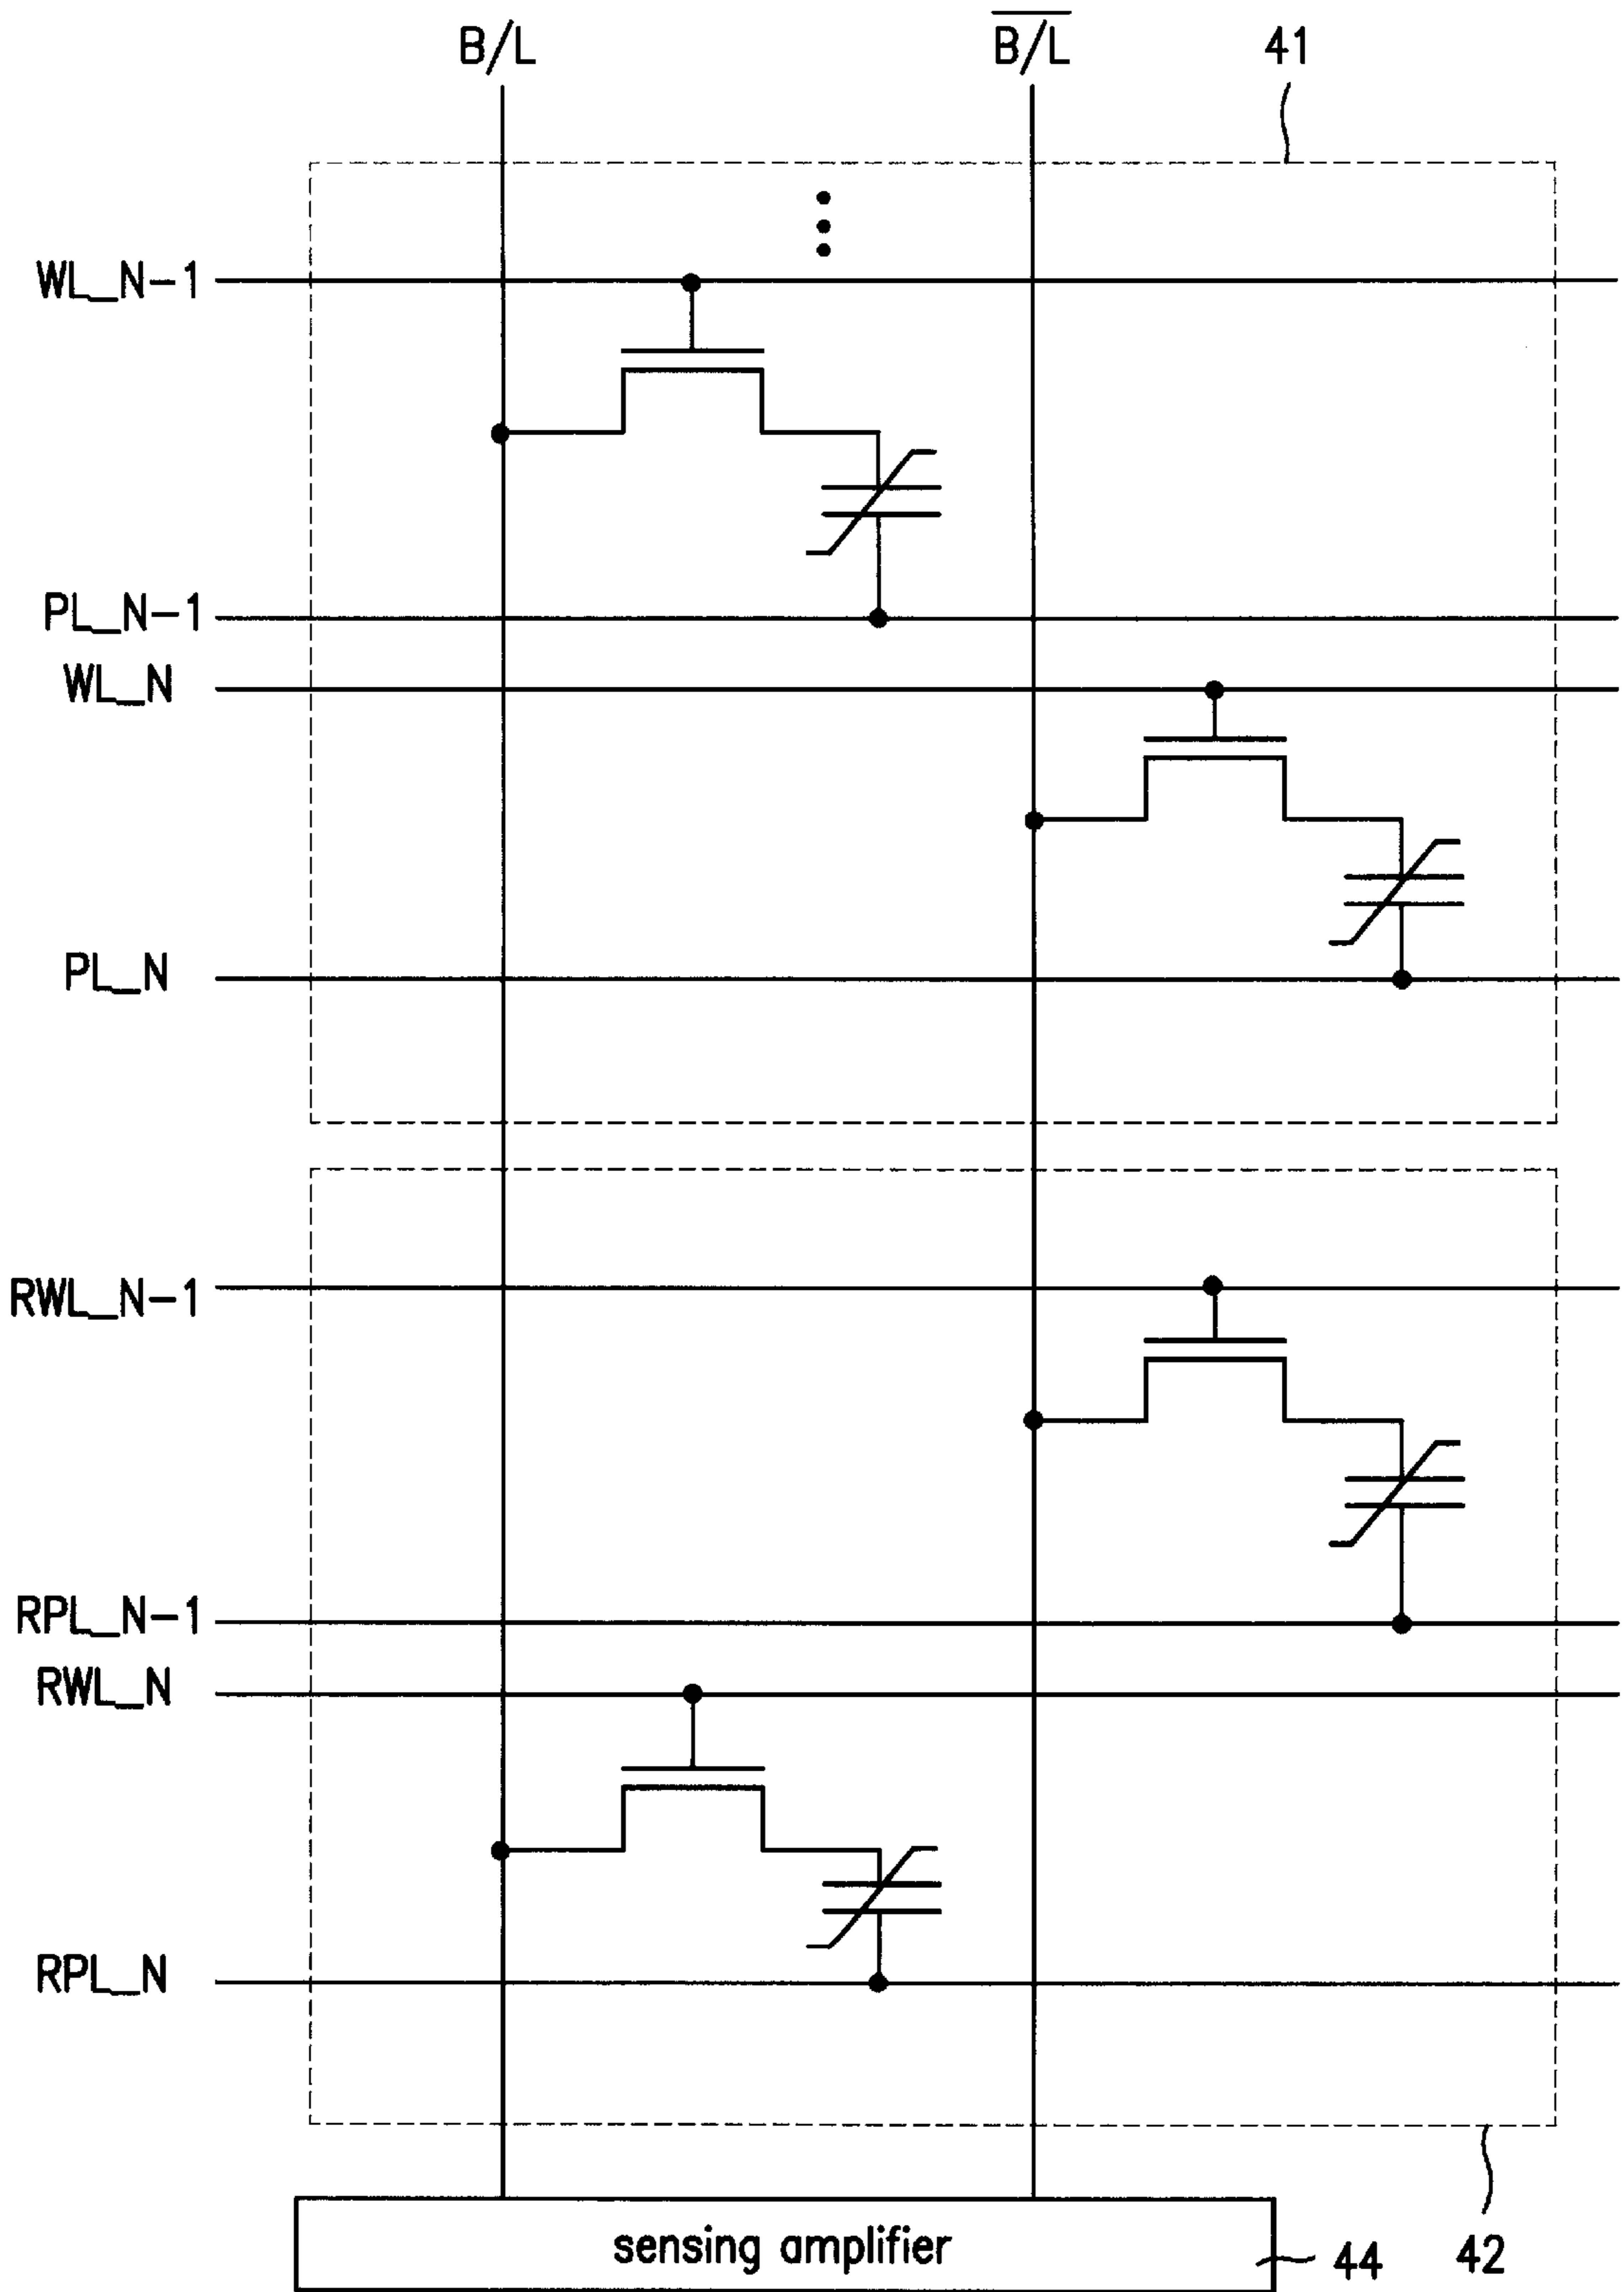 B/L
B/L
41
WL_N-1
PL_N-1
WL_N
PL_N
RWL_N-1
RPL_N-1
RWL_N
RPL_N
sensing amplifier
44
42